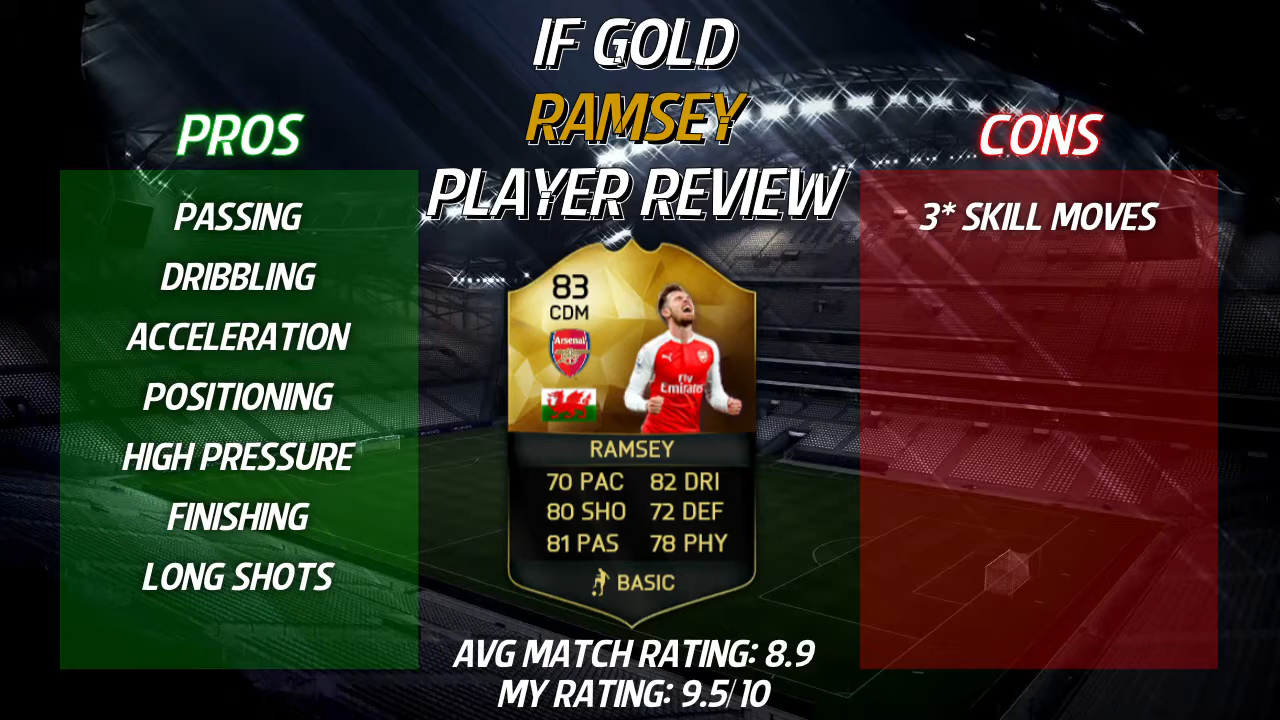 IF GOLD
RAMSEY
PLAYER REVIEW
PROS
PASSING
DRIBBLING
ACCELERATION
POSITIONING
HIGH PRESSURE
FINISHING
LONG SHOTS
CONS
3* SKILL MOVES
83
CDM
Arsenal
Fly
Emirates
RAMSEY
70 PAC 82 DRI
80 SHO 72 DEF
81 PAS 78 PHY
BASIC
AVG MATCH RATING: 8.9
MY RATING: 9.5/10